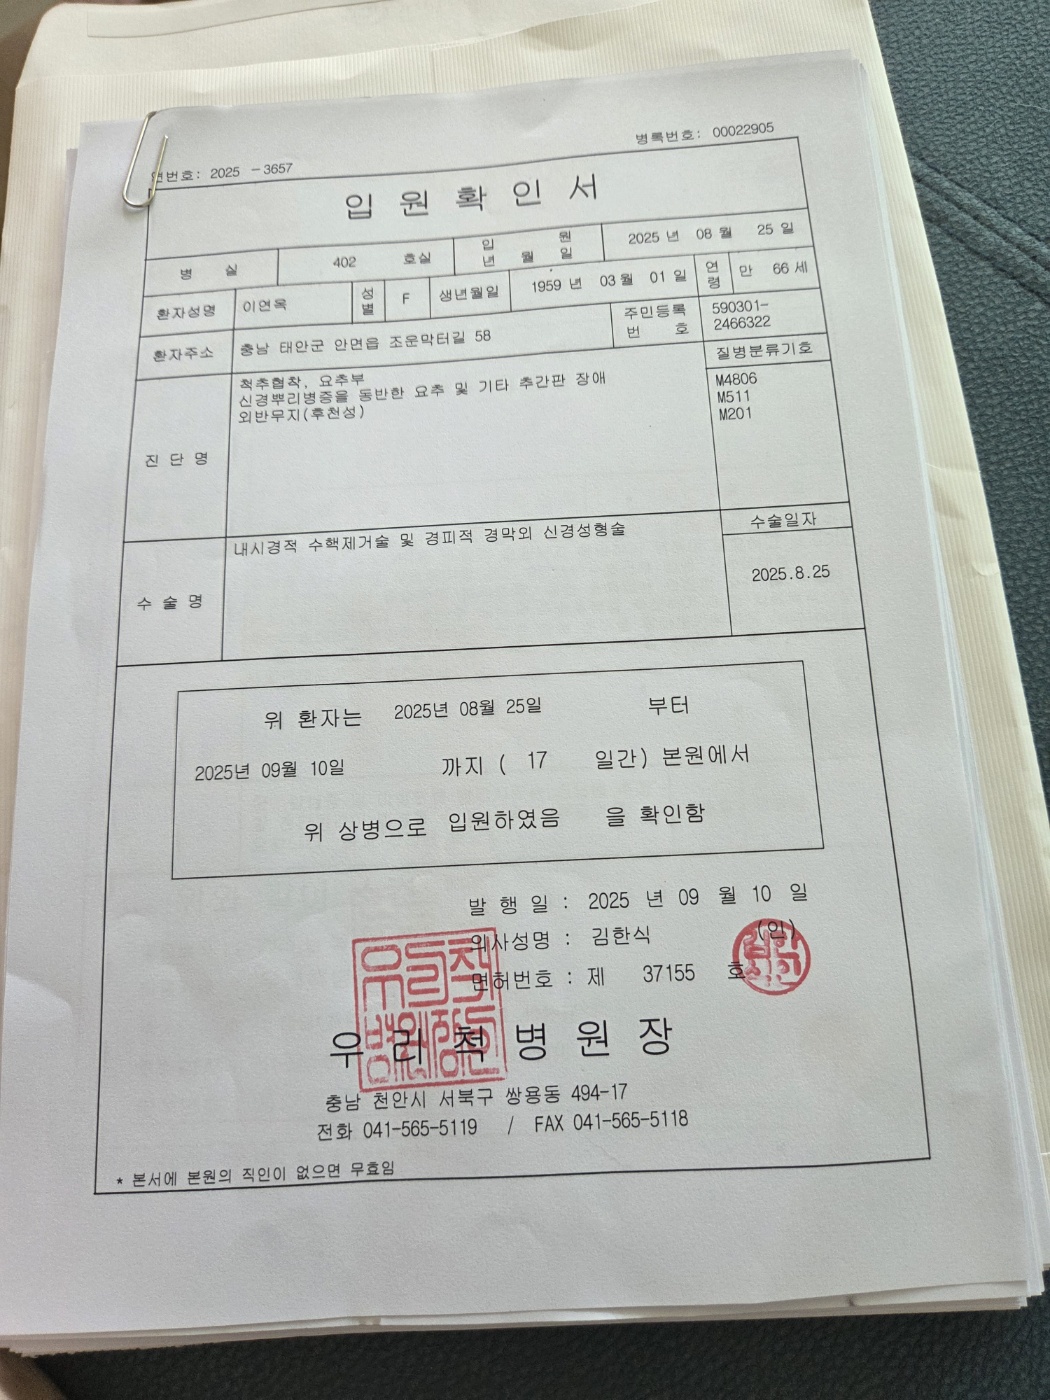 연번호: 2025 -3657
병록번호: 00022905
입 원 확 인 서
병 실 402 호실 입 원 년 월 일 2025 년 08 월 25 일
환자성명 이연옥 성별 F 생년월일 1959 년 03 월 01 일 연령 만 66 세
환자주소 충남 태안군 안면읍 조운막터길 58 주민등록번 호 590301-2466322
진 단 명
척추협착, 요추부
신경뿌리병증을 동반한 요추 및 기타 추간판 장애
외반무지(후천성)
질병분류기호
M4806
M511
M201
수 술 명
내시경적 수핵제거술 및 경피적 경막외 신경성형술
수술일자
2025.8.25
위 환자는 2025년 08월 25일 부터
2025년 09월 10일 까지 ( 17 일간) 본원에서
위 상병으로 입원하였음 을 확인함
발 행 일 : 2025 년 09 월 10 일
의사성명 : 김한식 (인)
면허번호 : 제 37155 호
우 리 척 병 원 장
충남 천안시 서북구 쌍용동 494-17
전화 041-565-5119 / FAX 041-565-5118
* 본서에 본원의 직인이 없으면 무효임